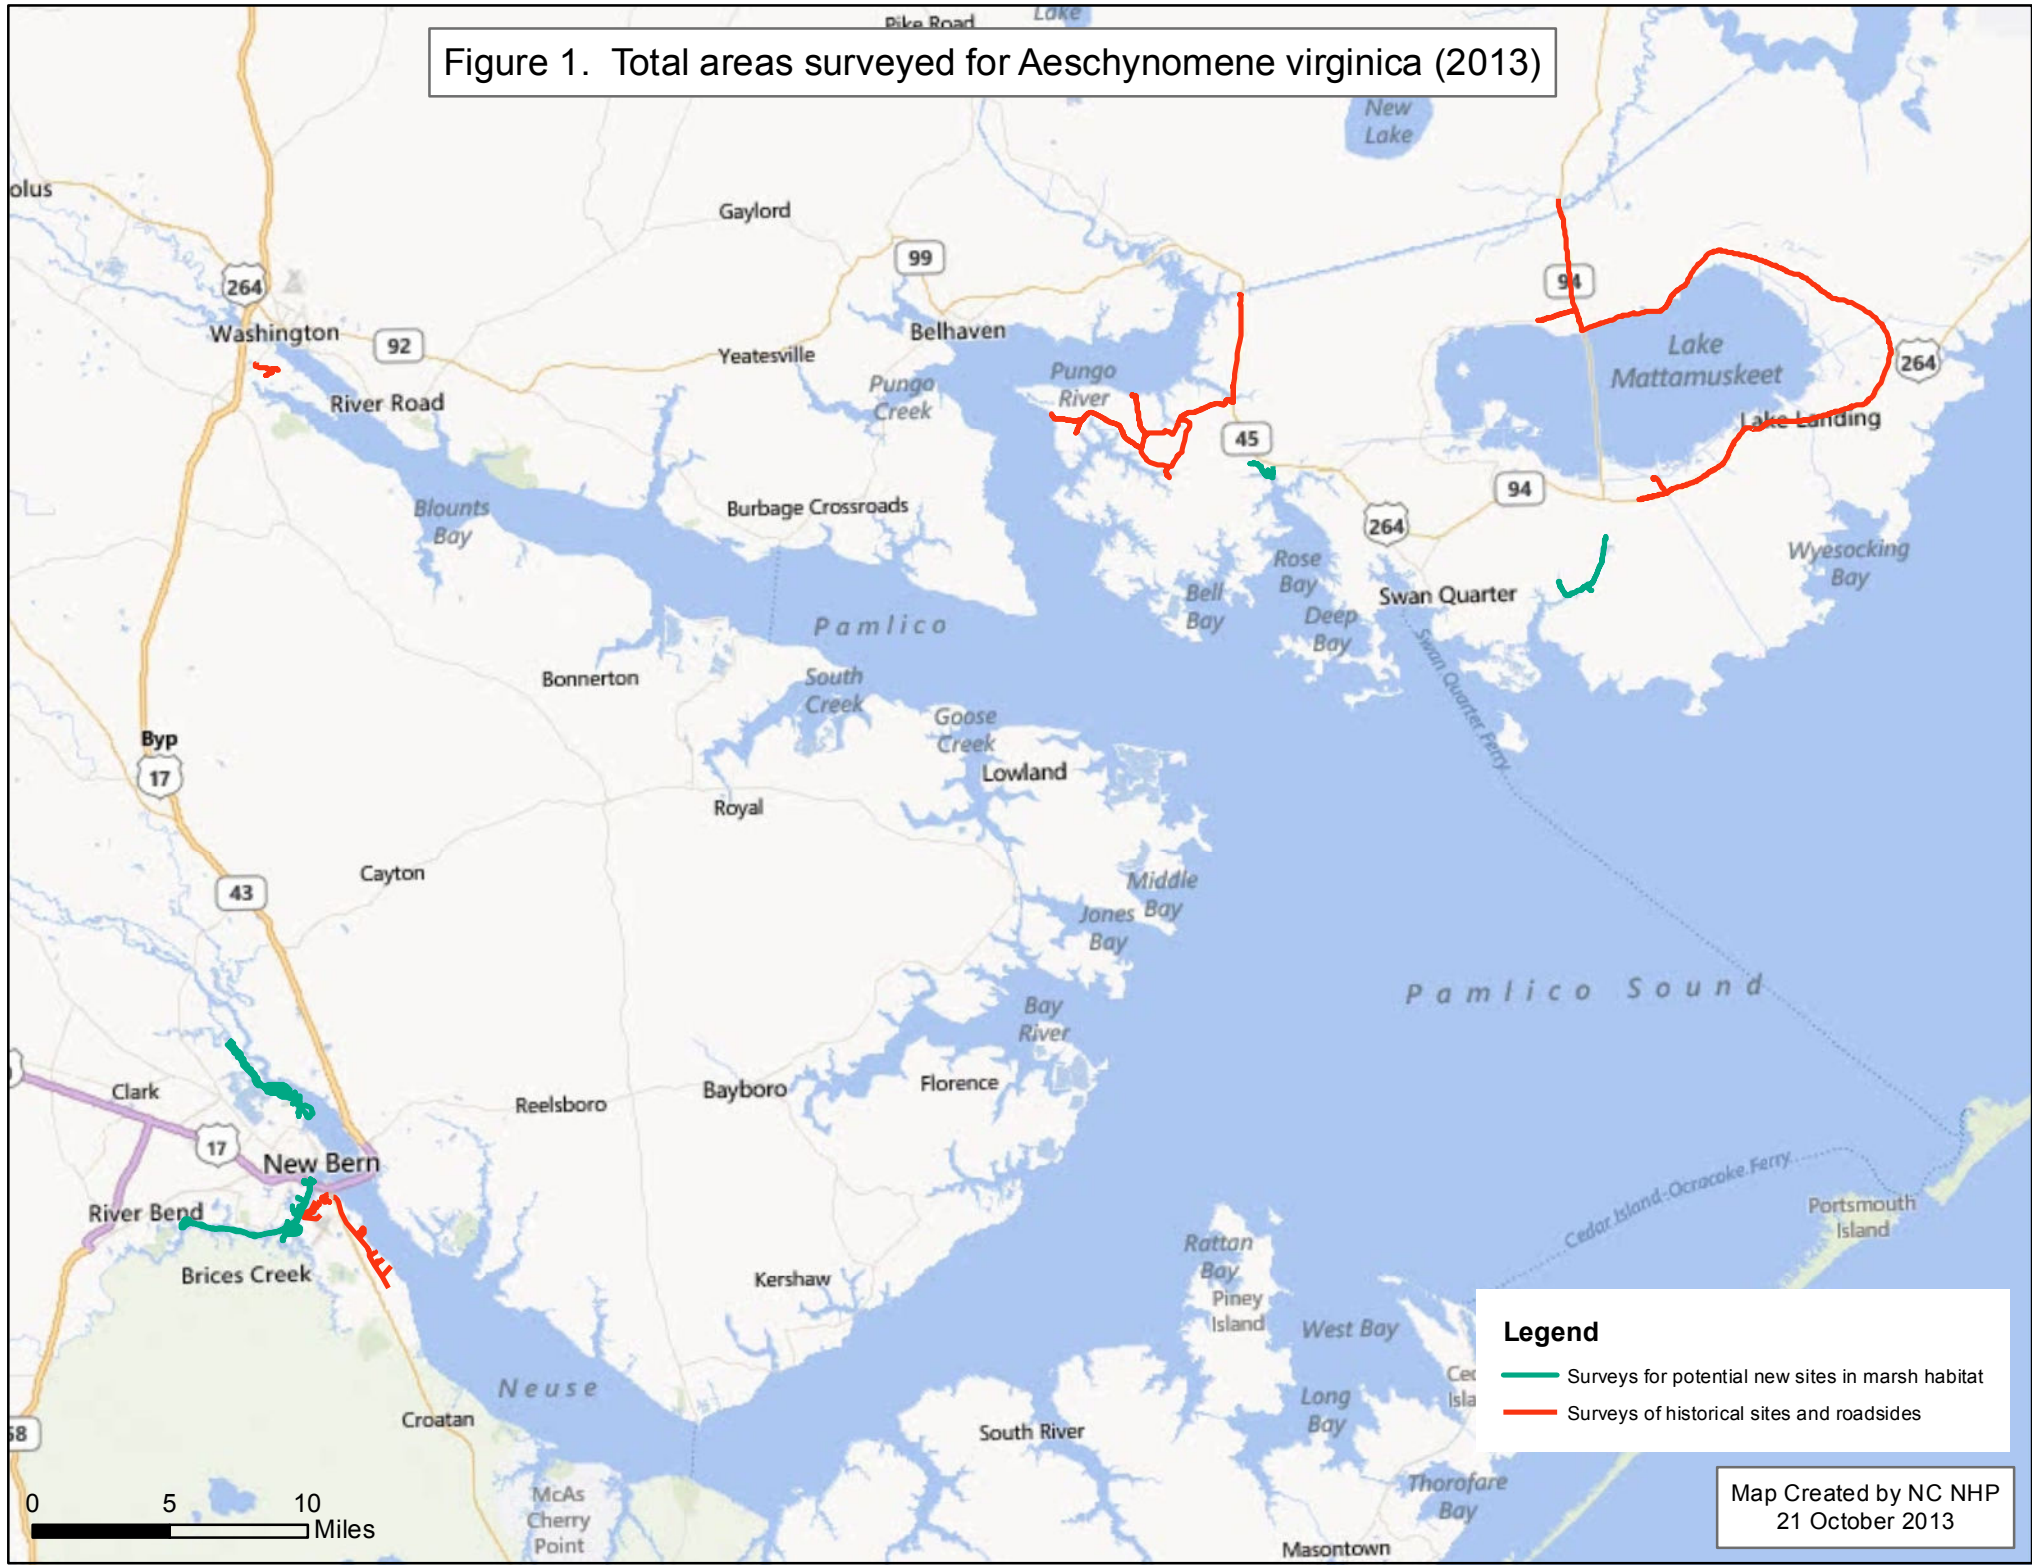 Pike Road
Lake
Figure 1. Total areas surveyed for Aeschynomene virginica (2013)
New
Lake
olus
Gaylord
99
264
94
Washington
92
Belhaven
Yeatesville
Lake
Mattamuskeet
264
Pungo
River
Pungo
Creek
River Road
Lake Landing
45
94
Blounts
Bay
Burbage Crossroads
264
Wyesocking
Bay
Rose
Bay
Bell
Bay
Swan Quarter
Deep
Bay
Pamlico
Swan Quarter Ferry
Bonnerton
South
Creek
Goose
Creek
Byp
17
Lowland
Royal
Cayton
43
Middle
Bay
Jones
Bay
Pamlico Sound
Bay
River
Clark
Reelsboro
Bayboro
Florence
17
New Bern
River Bend
Cedar Island-Ocracoke Ferry
Portsmouth
Island
Brices Creek
Kershaw
Rattan
Bay
Piney
Island
West Bay
Legend
Surveys for potential new sites in marsh habitat
Surveys of historical sites and roadsides
Ced
Isla
Neuse
Croatan
Long
Bay
South River
58
Thorofare
Bay
McAs
Cherry
Point
Masontown
0 5 10
Miles
Map Created by NC NHP
21 October 2013